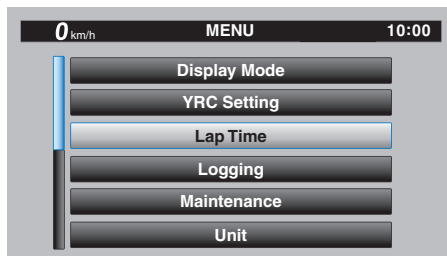 0 km/h MENU 10:00
Display Mode
YRC Setting
Lap Time
Logging
Maintenance
Unit